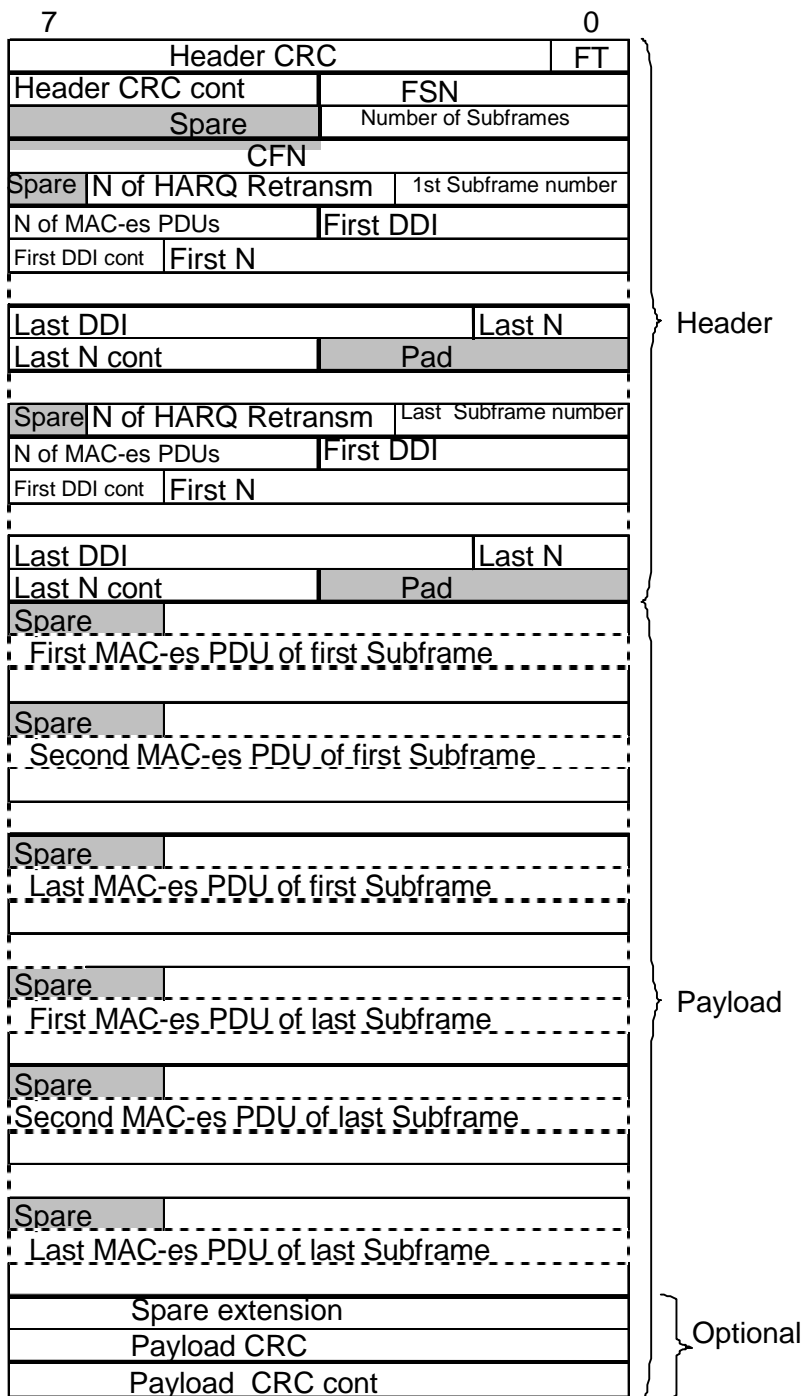 7 0
Header CRC FT
Header CRC cont FSN
Spare Number of Subframes
CFN
Spare N of HARQ Retransm 1st Subframe number
N of MAC-es PDUs First DDI
First DDI cont First N
Last DDI Last N
Last N cont Pad
Header
Spare N of HARQ Retransm Last Subframe number
N of MAC-es PDUs First DDI
First DDI cont First N
Last DDI Last N
Last N cont Pad
Spare
First MAC-es PDU of first Subframe
Spare
Second MAC-es PDU of first Subframe
Spare
Last MAC-es PDU of first Subframe
Spare
First MAC-es PDU of last Subframe
Payload
Spare
Second MAC-es PDU of last Subframe
Spare
Last MAC-es PDU of last Subframe
Spare extension
Payload CRC
Optional
Payload CRC cont